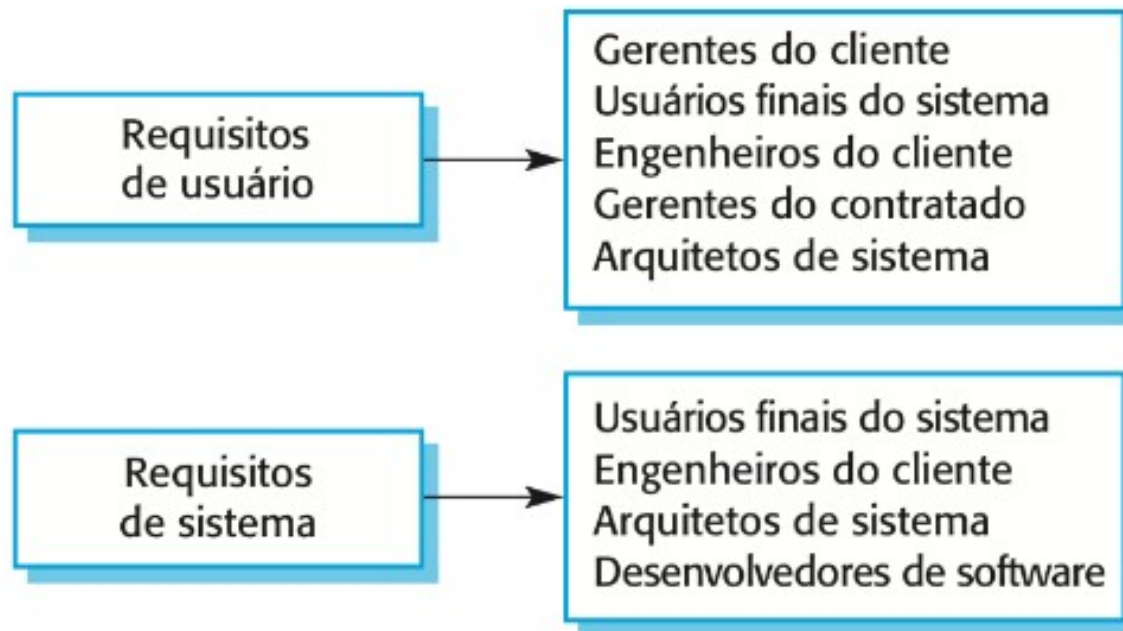 Requisitos
de usuário
Gerentes do cliente
Usuários finais do sistema
Engenheiros do cliente
Gerentes do contratado
Arquitetos de sistema
Requisitos
de sistema
Usuários finais do sistema
Engenheiros do cliente
Arquitetos de sistema
Desenvolvedores de software